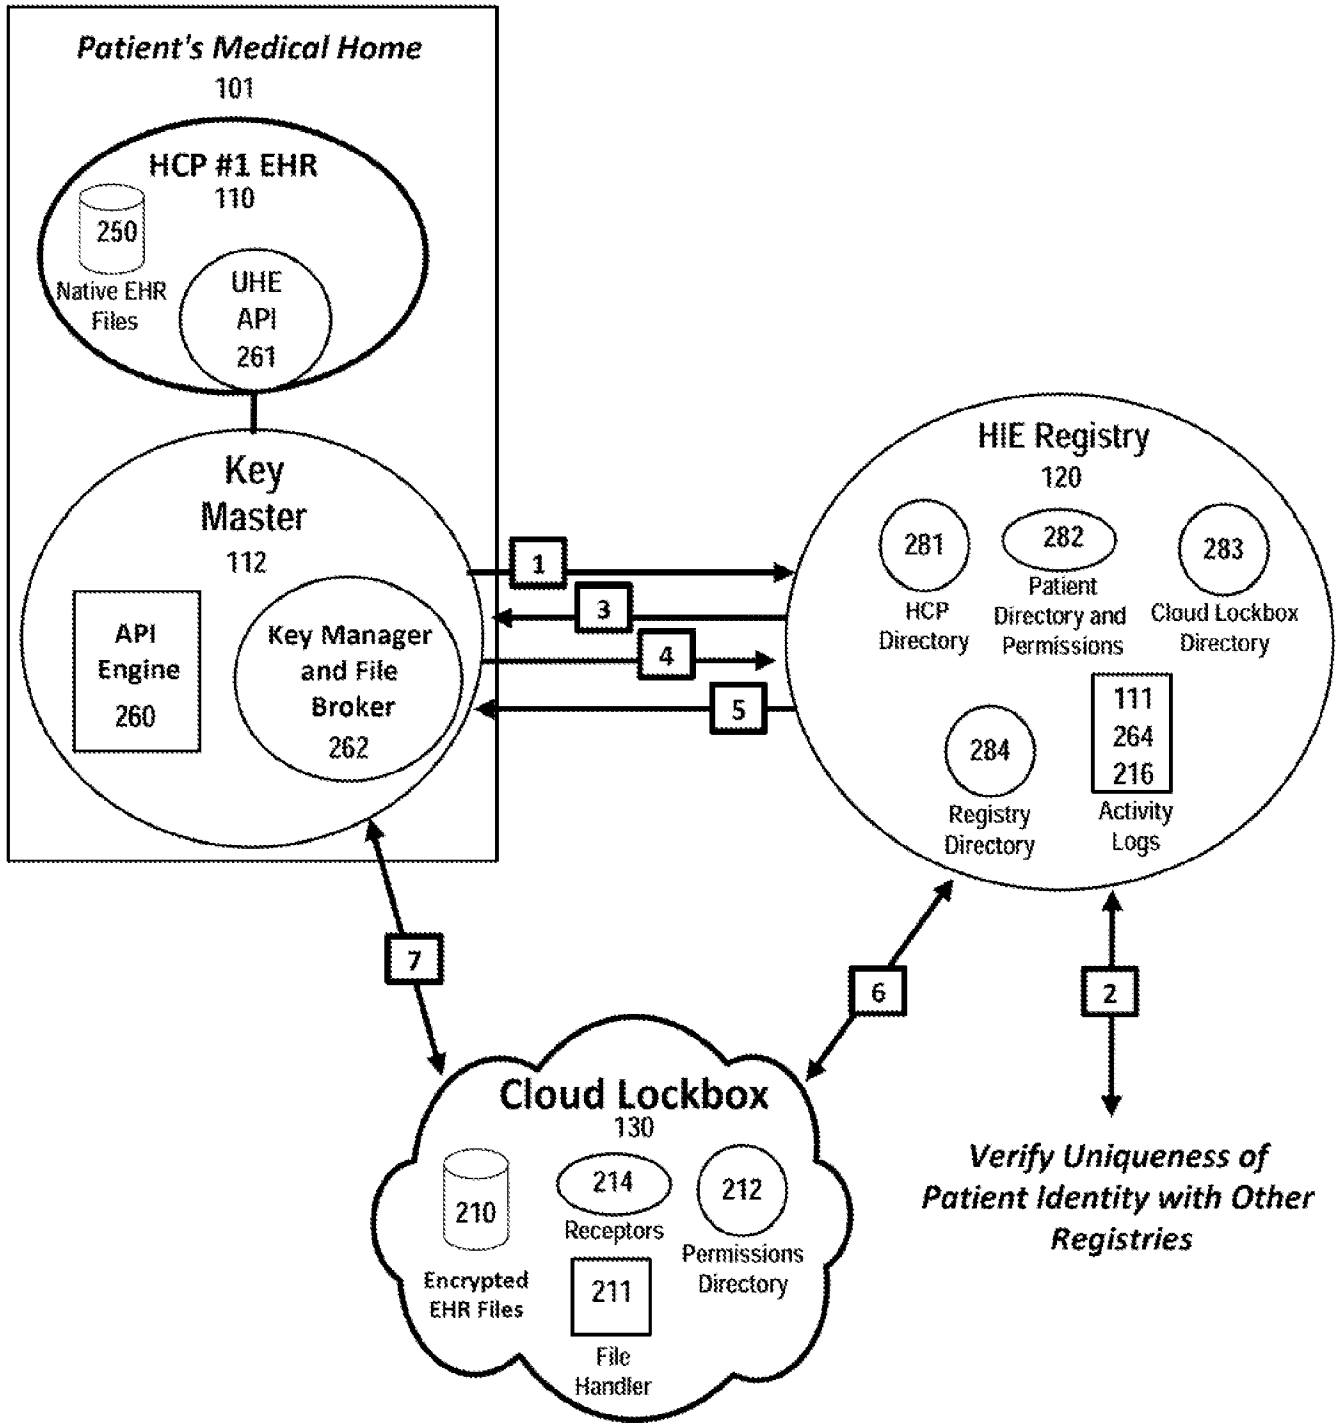 Patient's Medical Home
101
HCP #1 EHR
110
250
Native EHR
Files
UHE
API
261
Key
Master
112
API
Engine
260
Key Manager
and File
Broker
262
1
3
4
5
HIE Registry
120
281
HCP
Directory
282
Patient
Directory and
Permissions
283
Cloud Lockbox
Directory
284
Registry
Directory
111
264
216
Activity
Logs
7
6
2
Verify Uniqueness of
Patient Identity with Other
Registries
Cloud Lockbox
130
210
Encrypted
EHR Files
214
Receptors
212
Permissions
Directory
211
File
Handler